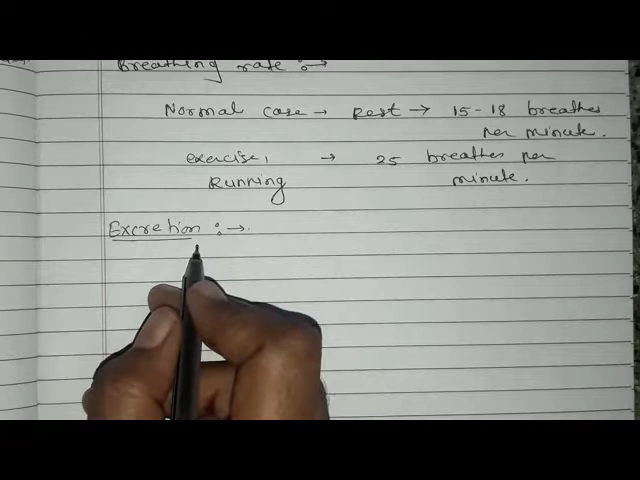 Breathing rate :→
Normal case → Rest → 15-18 breathes
per minute.
exercise, → 25 breathes per
Running minute.
Excretion :→